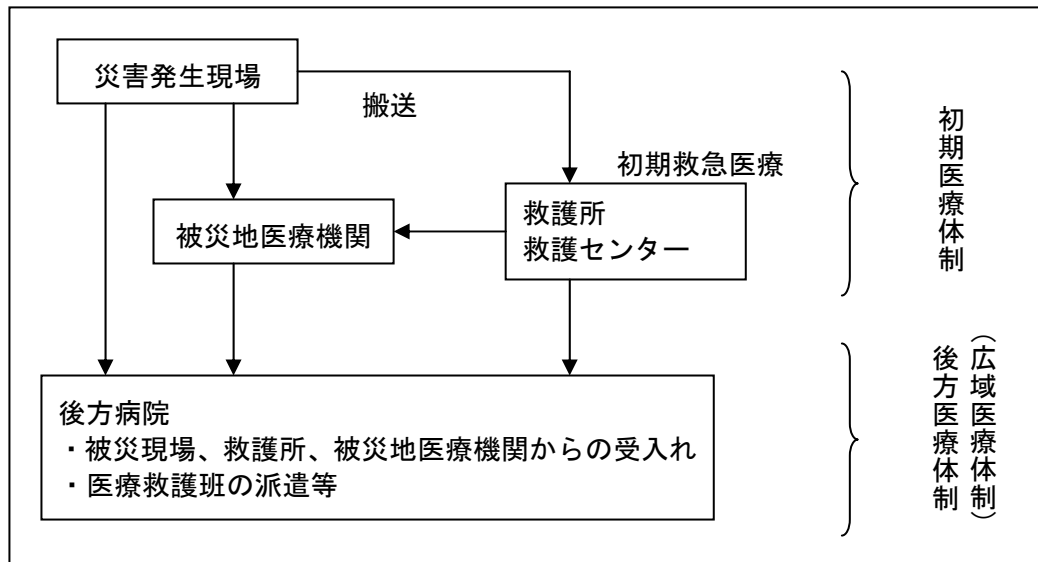 災害発生現場
搬送
初期救急医療
被災地医療機関
救護所
救護センター
初期医療体制
後方病院
・被災現場、救護所、被災地医療機関からの受入れ
・医療救護班の派遣等
後方医療体制
（広域医療体制）